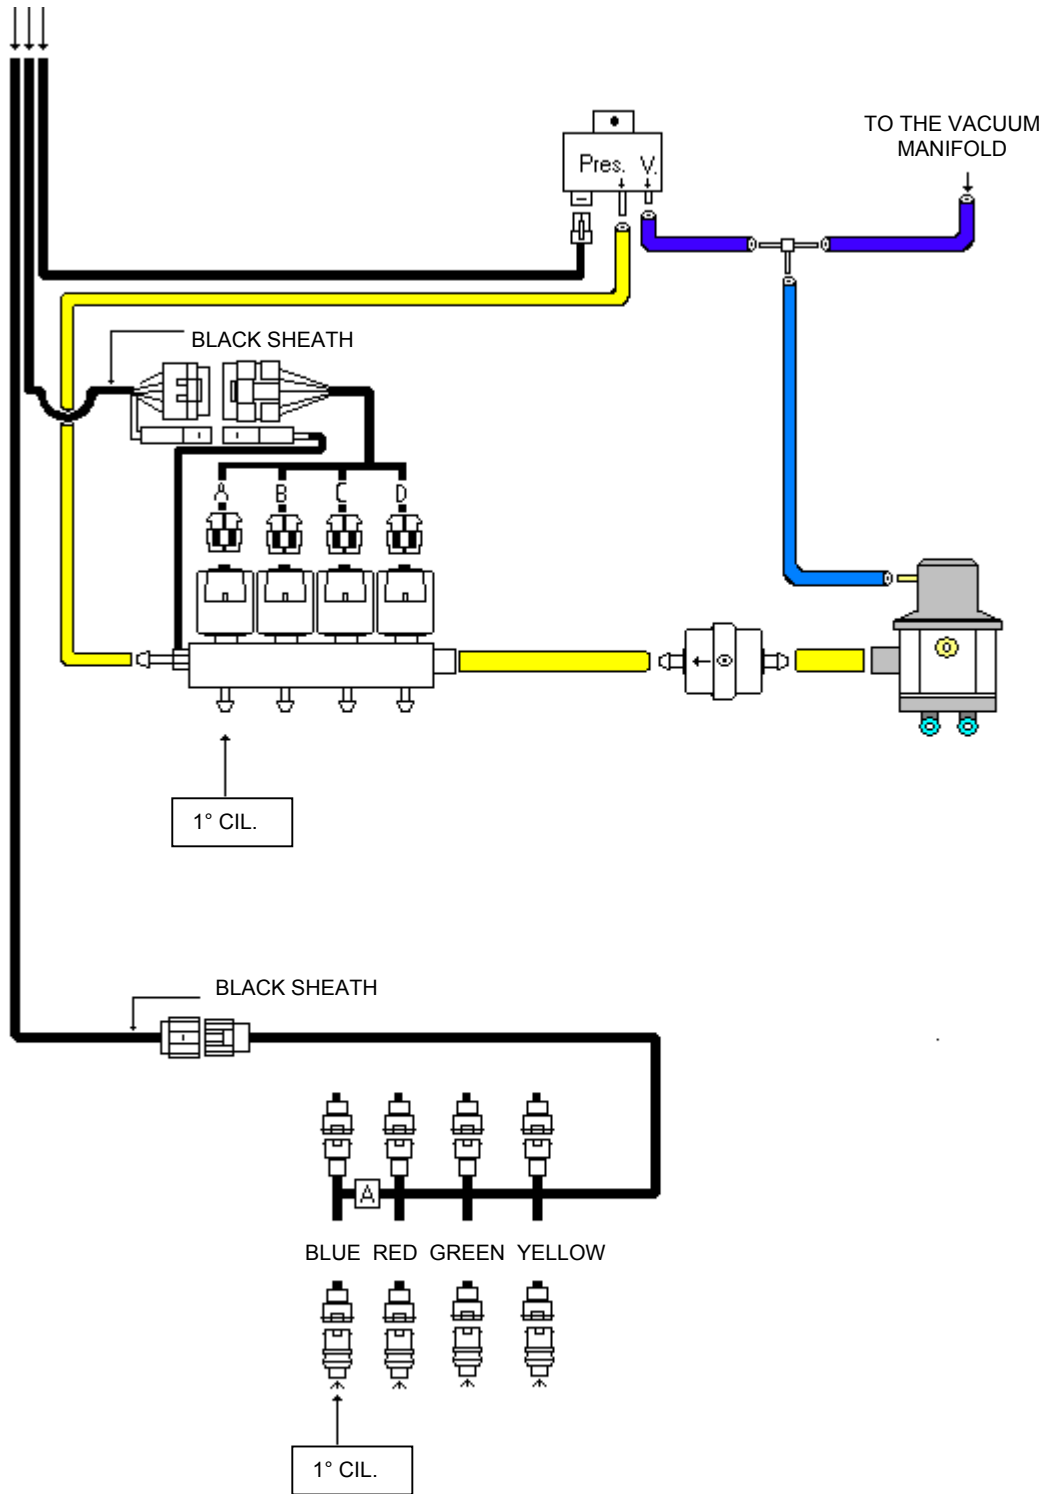 TO THE VACUUM
MANIFOLD
Pres. V.
BLACK SHEATH
A B C D
1° CIL.
BLACK SHEATH
A
BLUE RED GREEN YELLOW
1° CIL.